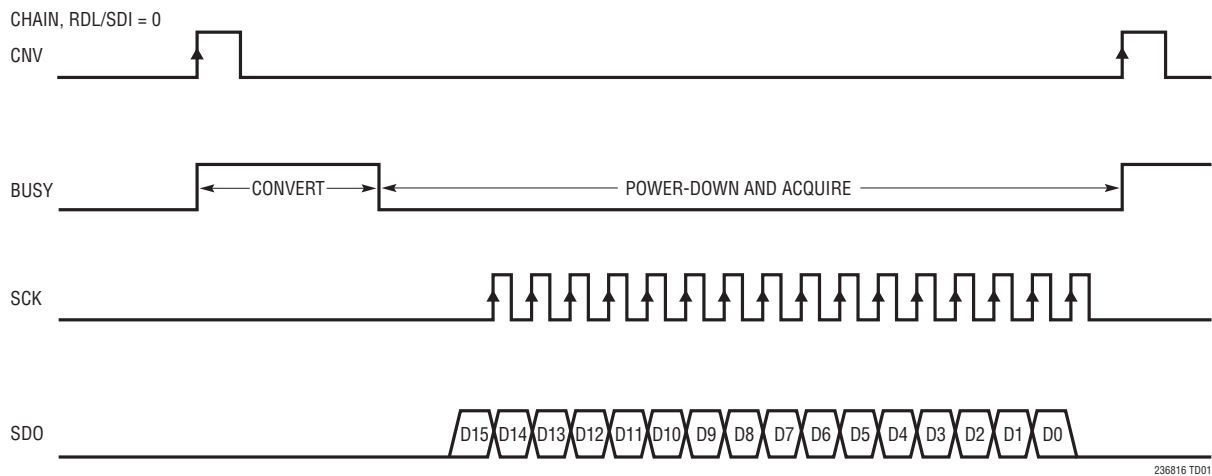 CHAIN, RDL/SDI = 0
CNV
BUSY
CONVERT
POWER-DOWN AND ACQUIRE
SCK
SDO
D15 D14 D13 D12 D11 D10 D9 D8 D7 D6 D5 D4 D3 D2 D1 D0
236816 TD01